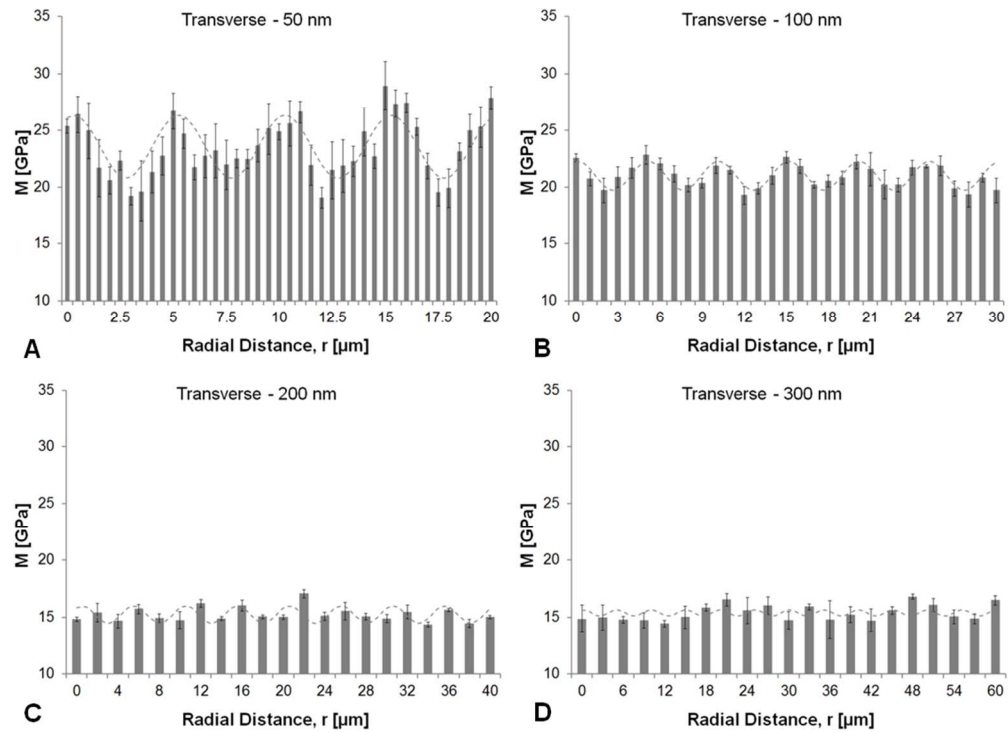 Transverse - 50 nm
35
30
25
20
15
10
M [GPa]
0 2.5 5 7.5 10 12.5 15 17.5 20
A
Radial Distance, r [µm]
Transverse - 100 nm
35
30
25
20
15
10
M [GPa]
0 3 6 9 12 15 18 21 24 27 30
B
Radial Distance, r [µm]
Transverse - 200 nm
35
30
25
20
15
10
M [GPa]
0 4 8 12 16 20 24 28 32 36 40
C
Radial Distance, r [µm]
Transverse - 300 nm
35
30
25
20
15
10
M [GPa]
0 6 12 18 24 30 36 42 48 54 60
D
Radial Distance, r [µm]